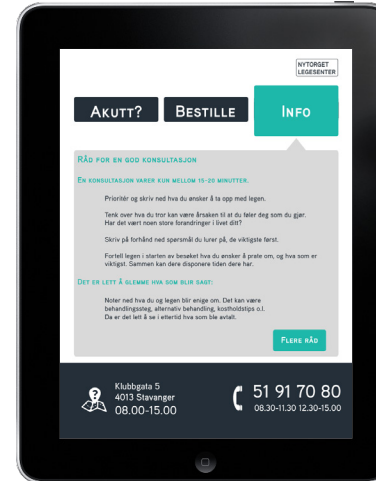 NYTORGET
LEGESENTER
AKUTT?
BESTILLE
INFO
RÅD FOR EN GOD KONSULTASJON
EN KONSULTASJON VARER KUN MELLOM 15-20 MINUTTER.
Prioritér og skriv ned hva du ønsker å ta opp med legen.
Tenk over hva du tror kan være årsaken til at du føler deg som du gjør.
Har det vært noen store forandringer i livet ditt?
Skriv på forhånd ned spørsmål du lurer på, de viktigste først.
Fortell legen i starten av besøket hva du ønsker å prate om, og hva som er
viktigst. Sammen kan dere disponere tiden dere har.
DET ER LETT Å GLEMME HVA SOM BLIR SAGT:
Noter ned hva du og legen blir enige om. Det kan være
behandlingssteg, alternativ behandling, kostholdstips o.l.
Da er det lett å se i ettertid hva som ble avtalt.
FLERE RÅD
Klubbgata 5
4013 Stavanger
08.00-15.00
51 91 70 80
08.30-11.30 12.30-15.00